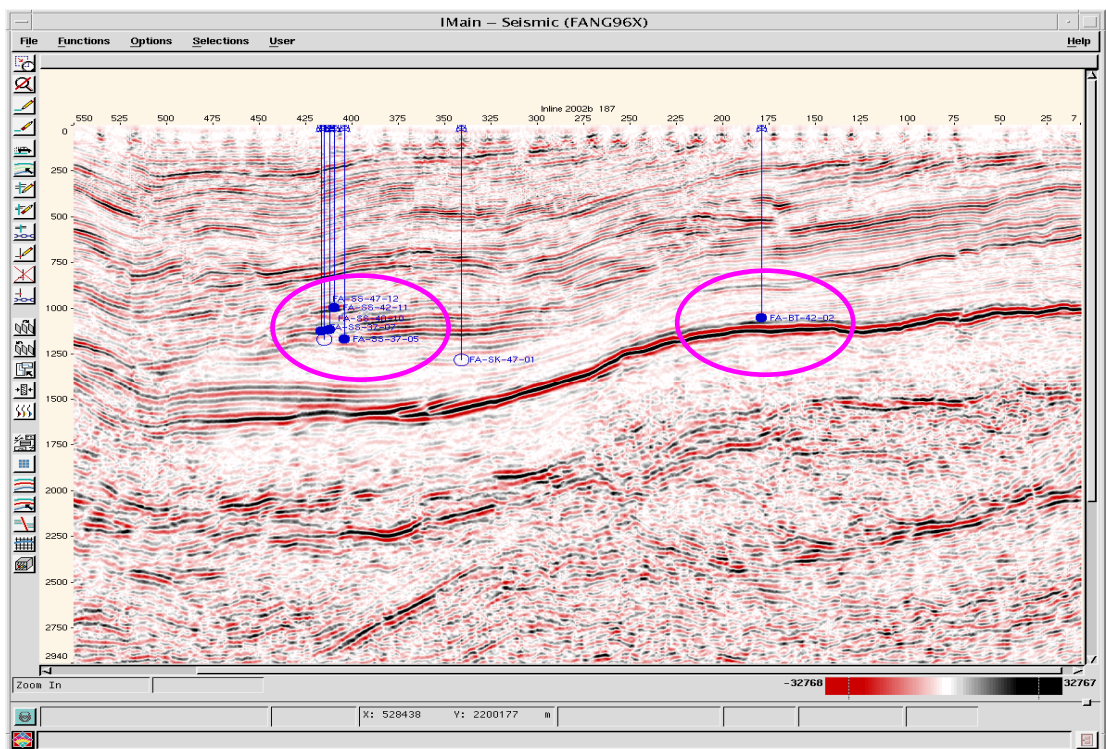 IMain – Seismic (FANG96X)
File Functions Options Selections User Help
Inline 2002b 187
550 525 500 475 450 425 400 375 350 325 300 275 250 225 200 175 150 125 100 75 50 25 7
0
250
500
750
1000
1250
1500
1750
2000
2250
2500
2750
2940
FA-SS-47-12
FA-SS-42-11
FA-SS-37-07
FA-SS-37-05
FA-SK-47-01
FA-BT-42-02
Zoom In
-32768 32767
X: 528438 Y: 2200177 m